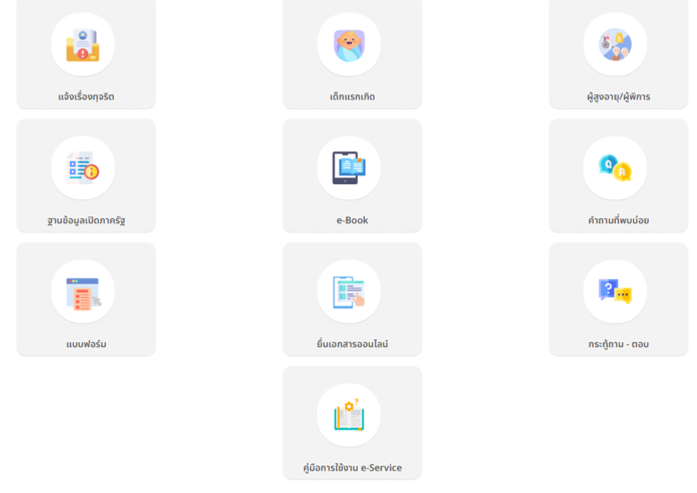 แจ้งเรื่องทุจริต
เด็กแรกเกิด
ผู้สูงอายุ/ผู้พิการ
ฐานข้อมูลเปิดภาครัฐ
e-Book
คำถามที่พบบ่อย
แบบฟอร์ม
ยื่นเอกสารออนไลน์
กระทู้ถาม - ตอบ
คู่มือการใช้งาน e-Service